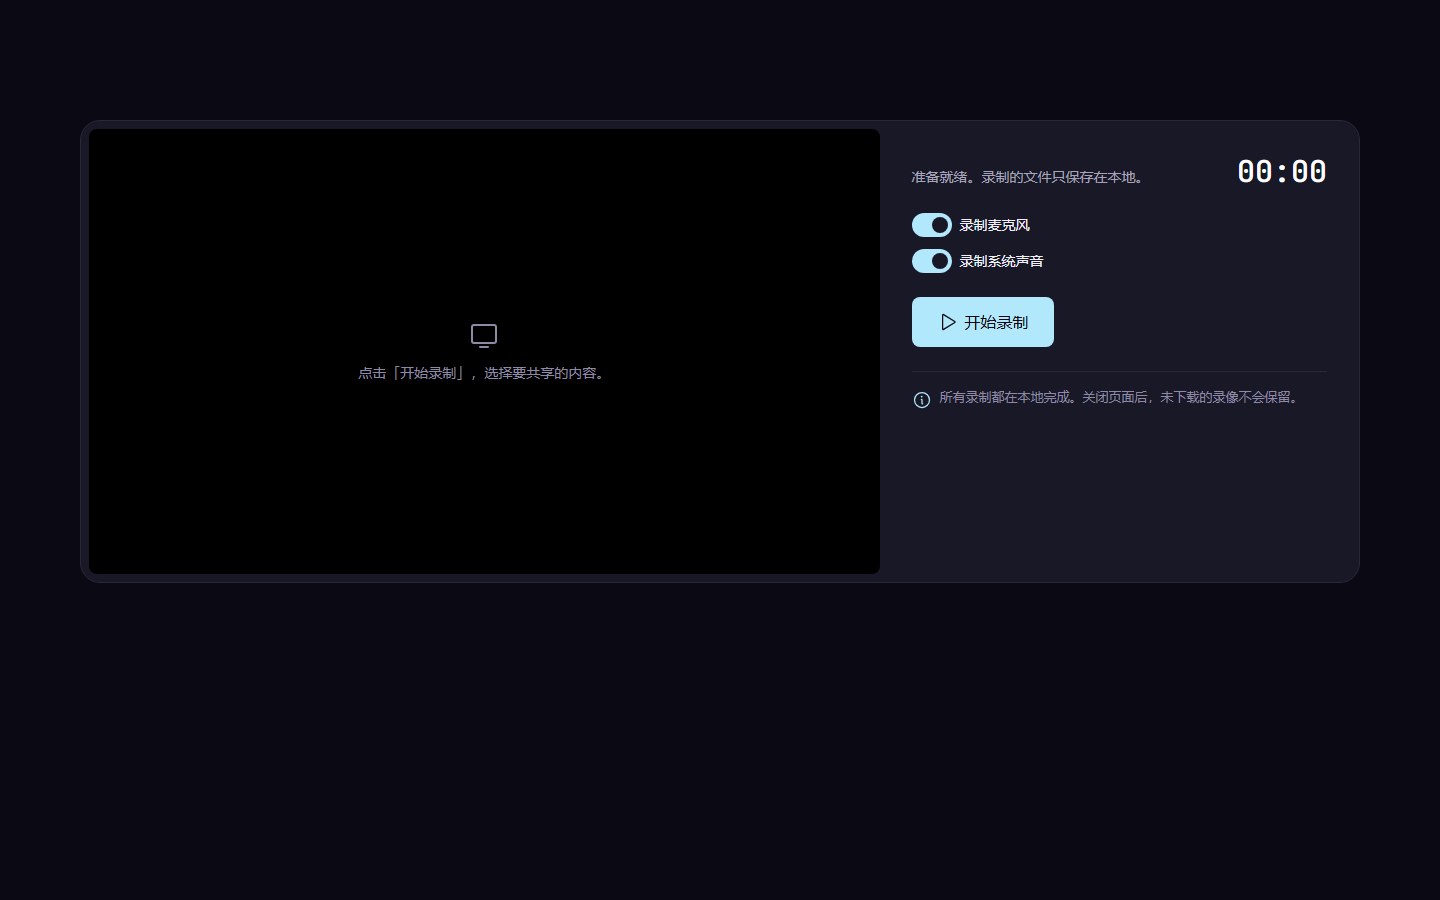 点击「开始录制」，选择要共享的内容。
准备就绪。录制的文件只保存在本地。
00:00
录制麦克风
录制系统声音
开始录制
所有录制都在本地完成。关闭页面后，未下载的录像不会保留。